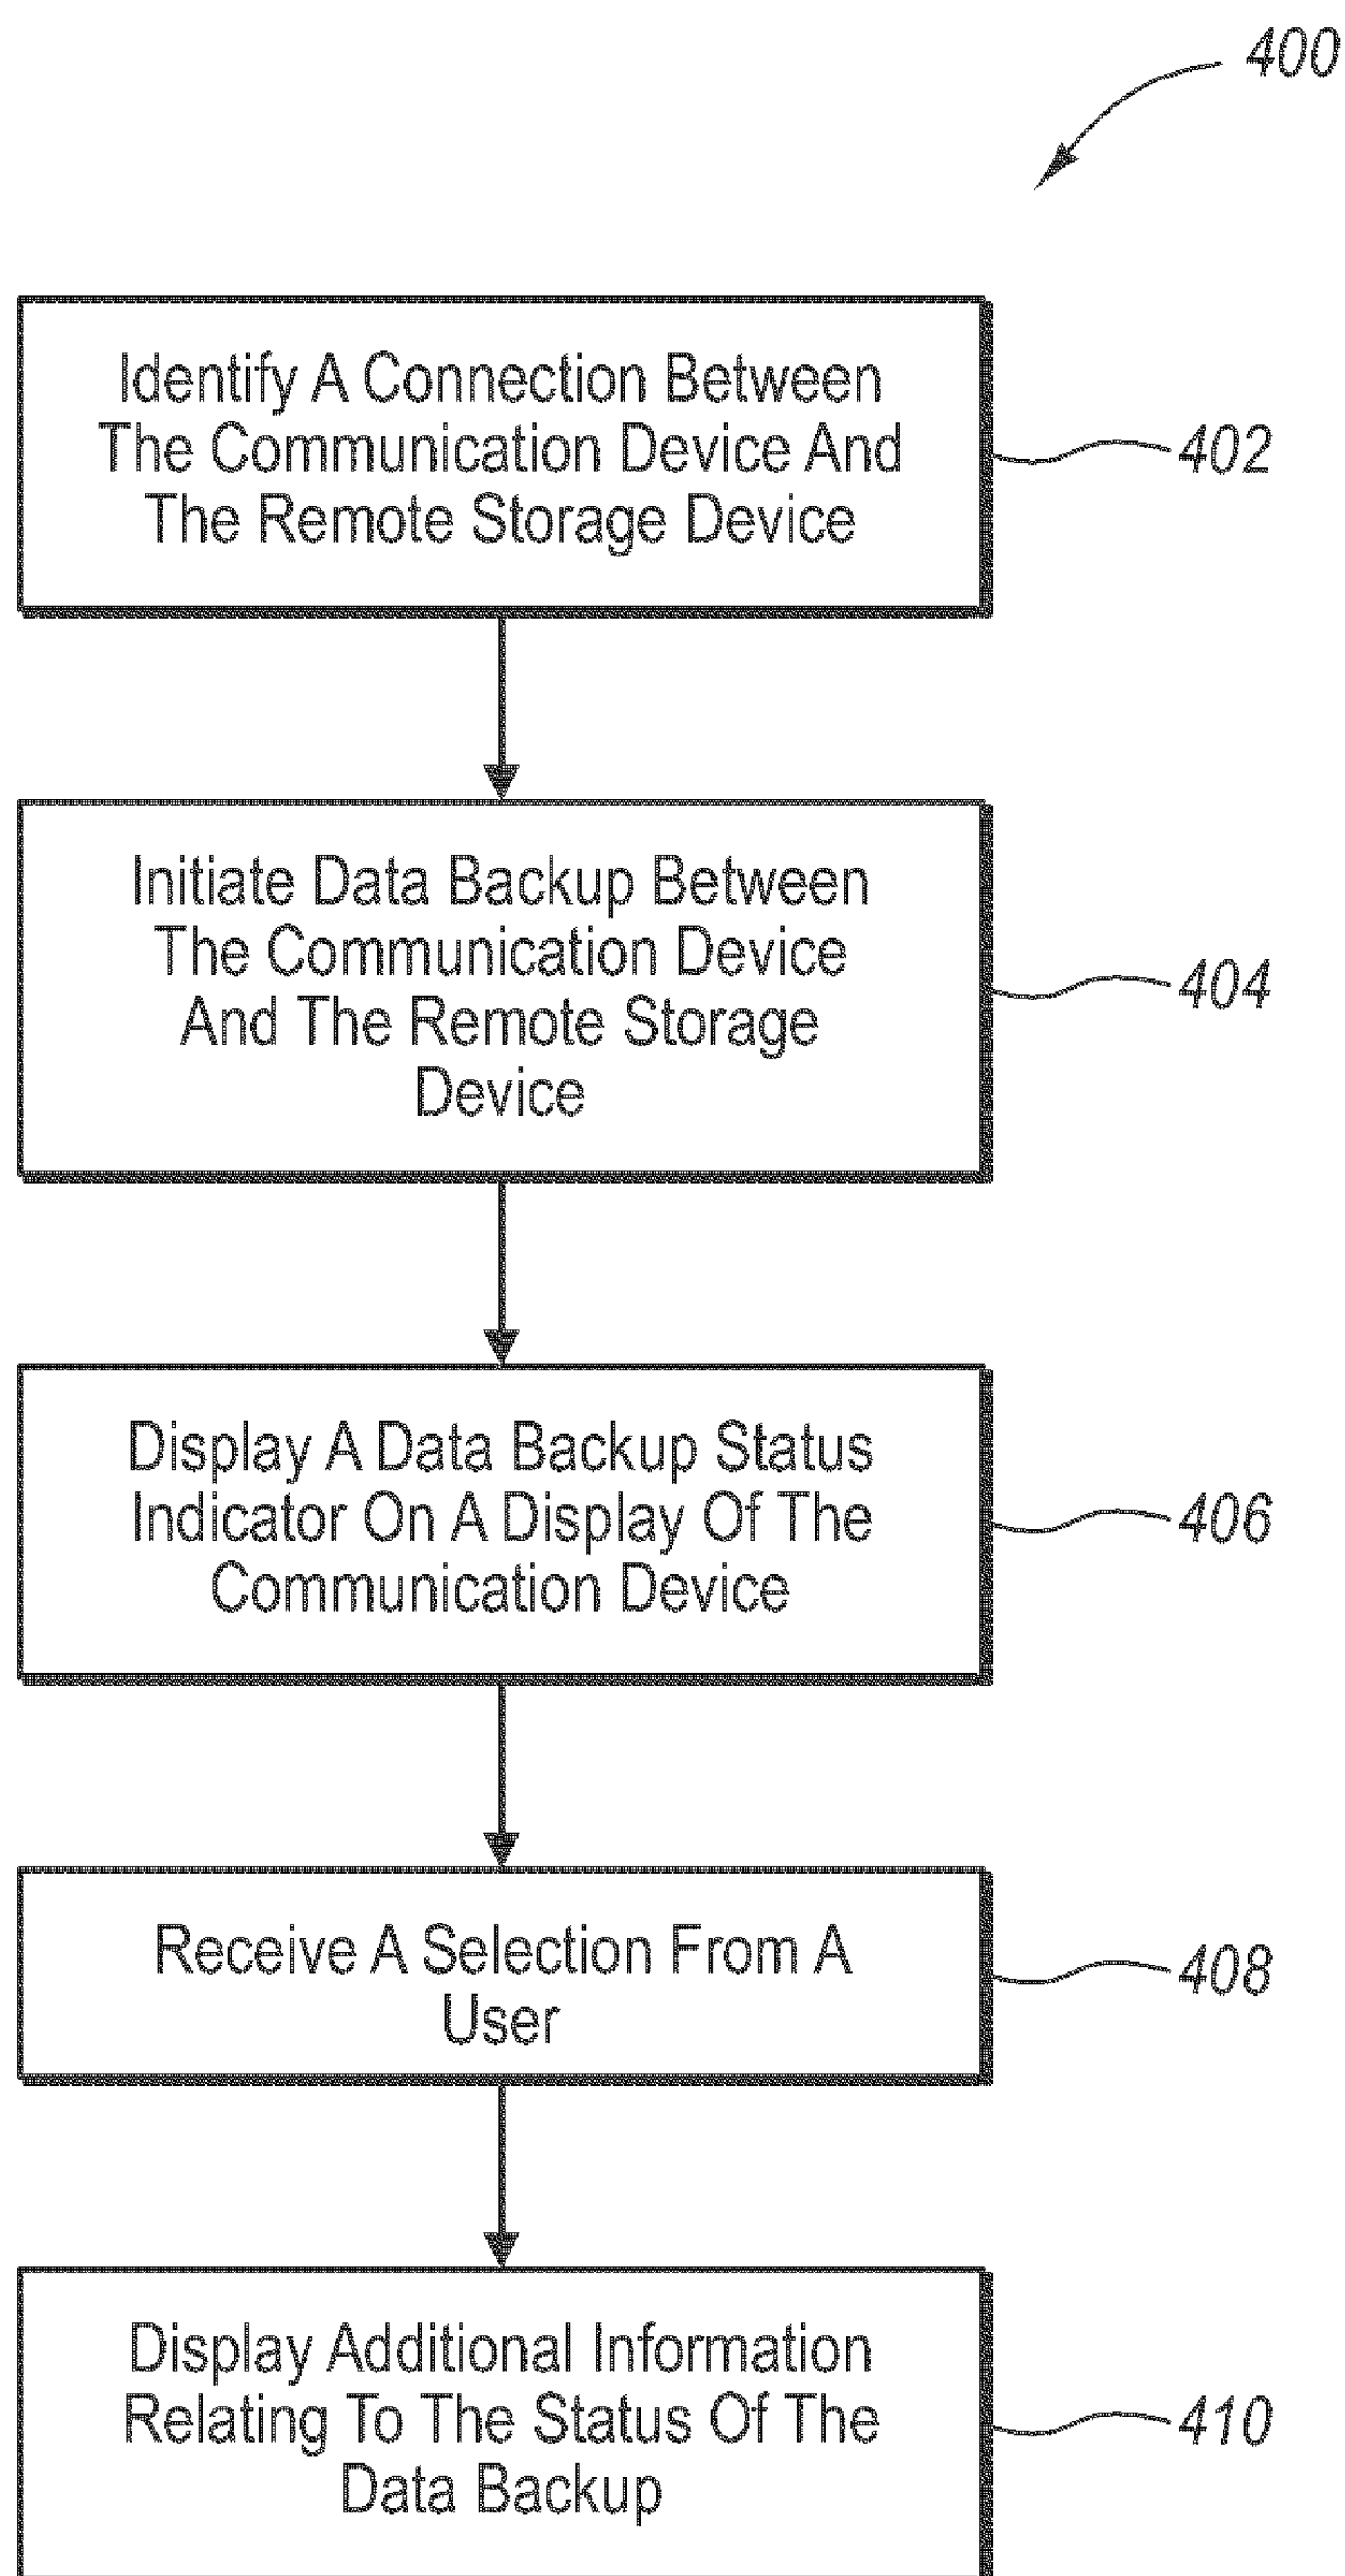 400
Identify A Connection Between
The Communication Device And
The Remote Storage Device
402
Initiate Data Backup Between
The Communication Device
And The Remote Storage
Device
404
Display A Data Backup Status
Indicator On A Display Of The
Communication Device
406
Receive A Selection From A
User
408
Display Additional Information
Relating To The Status Of The
Data Backup
410